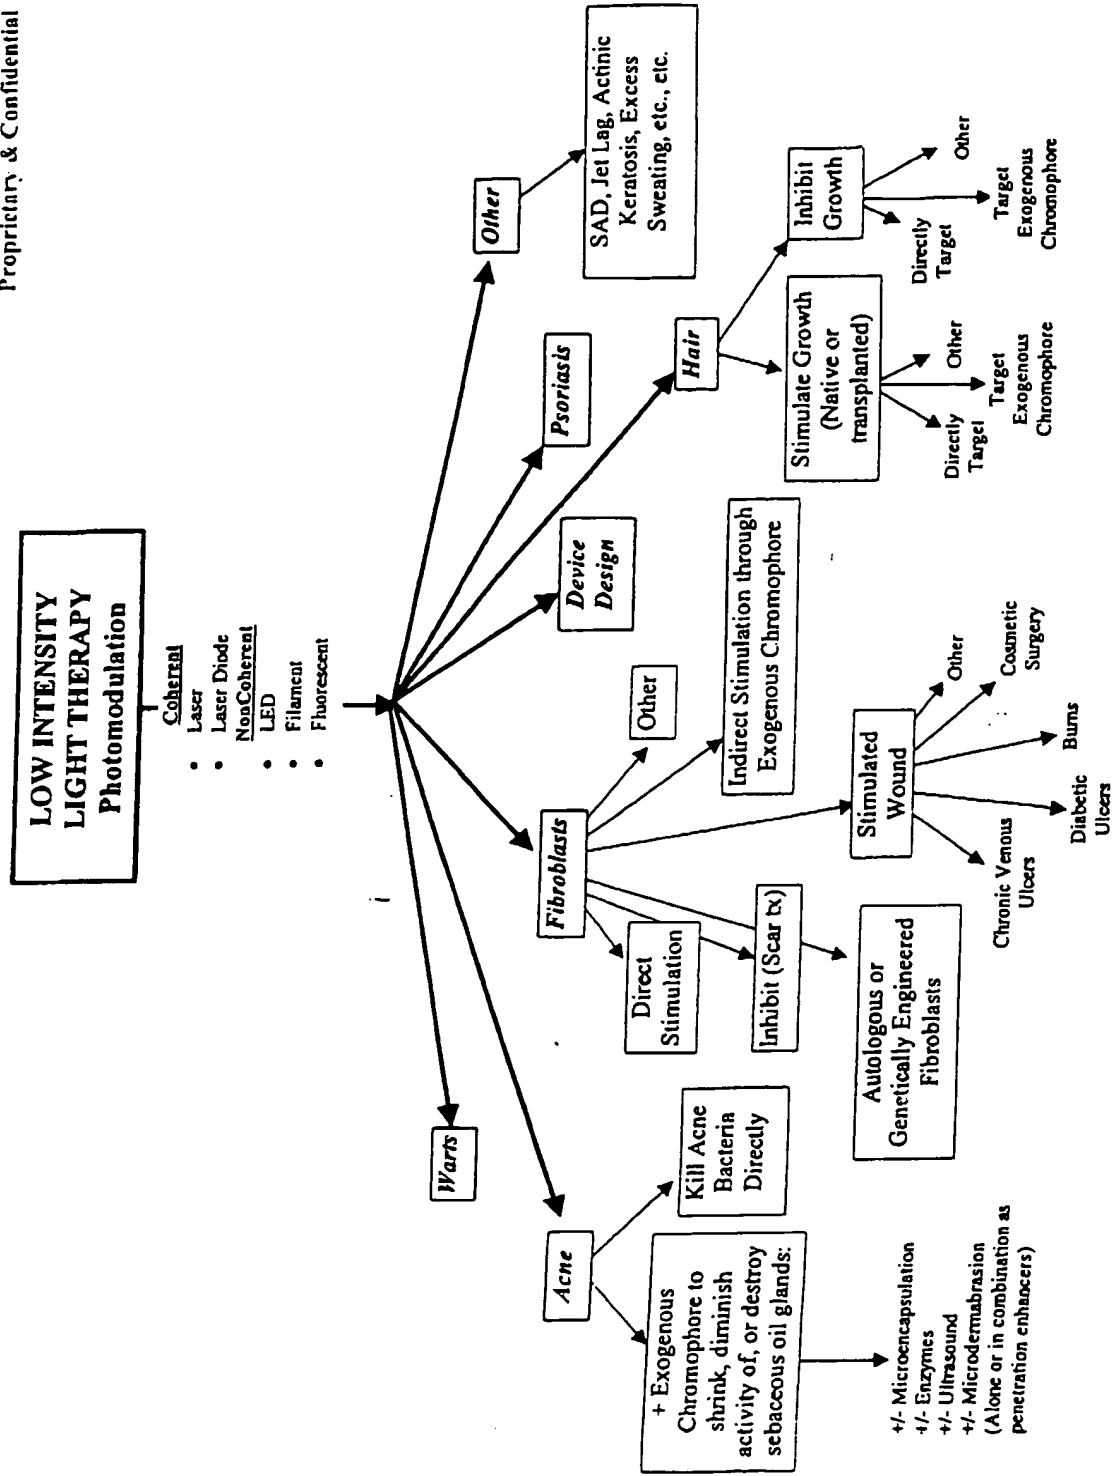 Proprietary & Confidential
LOW INTENSITY
LIGHT THERAPY
Photomodulation
Coherent
• Laser
• Laser Diode
NonCoherent
• LED
• Filament
• Fluorescent
Warts
Acne
+ Exogenous
Chromophore to
shrink, diminish
activity of, or destroy
sebaceous oil glands:
+/- Microencapsulation
+/- Enzymes
+/- Ultrasound
+/- Microdermabrasion
(Alone or in combination as
penetration enhancers)
Kill Acne
Bacteria
Directly
Fibroblasts
Direct
Stimulation
Inhibit (Scar tx)
Autologous or
Genetically Engineered
Fibroblasts
Stimulated
Wound
Chronic Venous
Ulcers
Diabetic
Ulcers
Burns
Cosmetic
Surgery
Other
Indirect Stimulation through
Exogenous Chromophore
Other
Device
Design
Psoriasis
Hair
Stimulate Growth
(Native or
transplanted)
Directly
Target
Target
Exogenous
Chromophore
Other
Inhibit
Growth
Directly
Target
Target
Exogenous
Chromophore
Other
Other
SAD, Jet Lag, Actinic
Keratosis, Excess
Sweating, etc., etc.